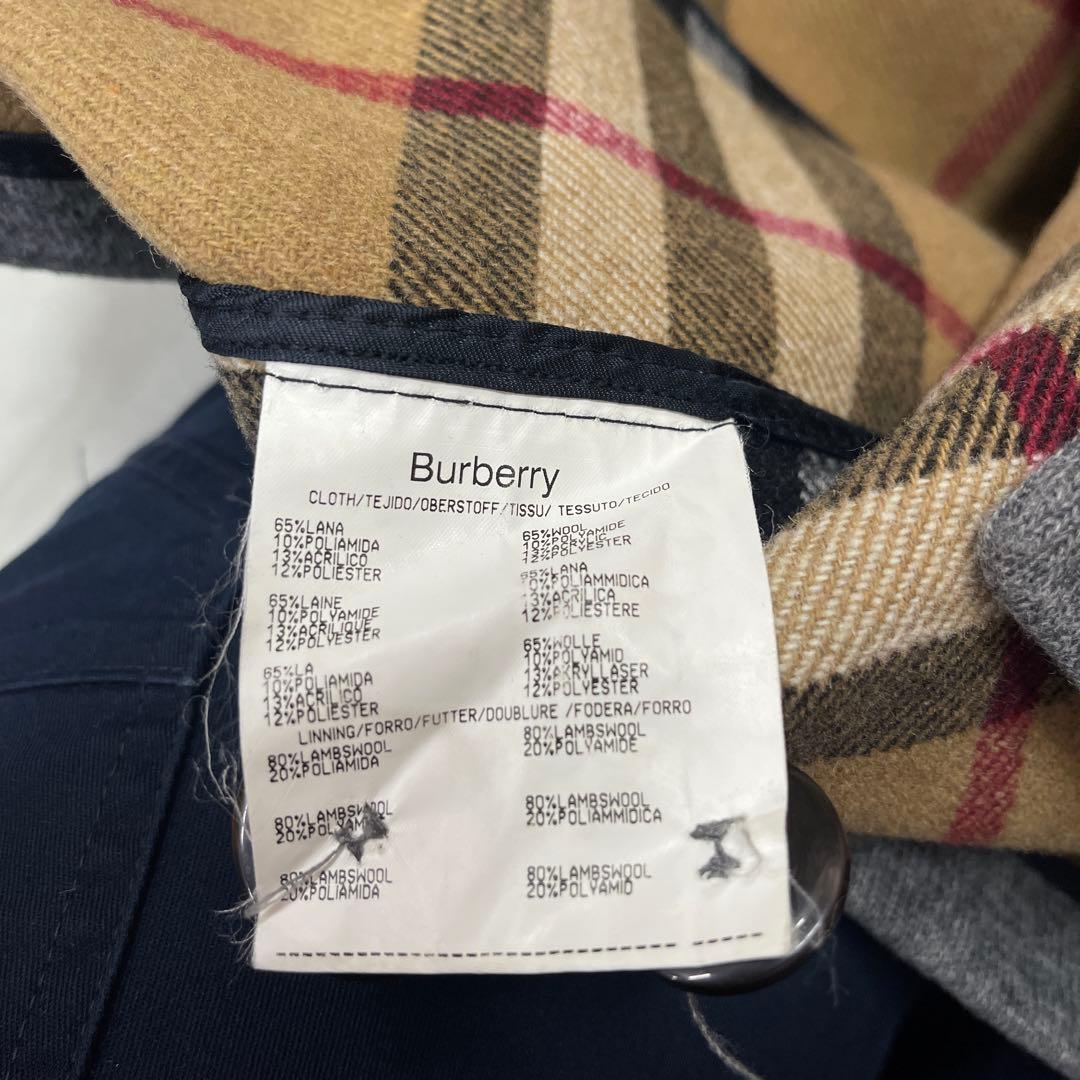 Burberry
CLOTH/TEJIDO/OBERSTOFF/TISSU/ TESSUTO/TECIDO
65%LANA
10%POLIAMIDA
13%ACRILICO
12%POLIESTER
65%WOOL
10%POLYAMIDE
13%ACRYLIC
12%POLYESTER
65%LAINE
10%POLYAMIDE
13%ACRILIQUE
12%POLYESTER
65%LANA
10%POLIAMMIDICA
13%ACRILICA
12%POLIESTERE
65%LA
10%POLIAMIDA
13%ACRILICO
12%POLIESTER
65%WOLLE
10%POLYAMID
13%AKRYLLASER
12%POLYESTER
LINNING/FORRO/FUTTER/DOUBLURE /FODERA/FORRO
80%LAMBSWOOL
20%POLIAMIDA
80%LAMBSWOOL
20%POLYAMIDE
80%LAMBSWOOL
80%LAMBSWOOL
20%POLIAMMIDICA
80%LAMBSWOOL
20%POLIAMIDA
80%LAMBSWOOL
20%POLYAMID